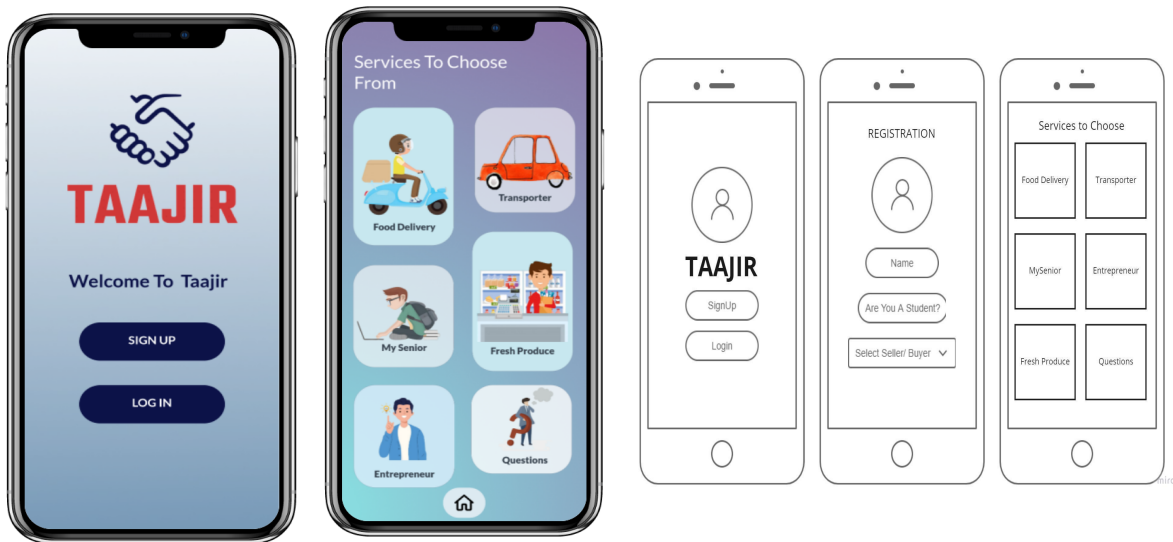 TAAJIR
Welcome To Taajir
SIGN UP
LOG IN
Services To Choose
From
Food Delivery
Transporter
My Senior
Fresh Produce
Entrepreneur
Questions
TAAJIR
SignUp
Login
REGISTRATION
Name
Are You A Student?
Select Seller/ Buyer
Services to Choose
Food Delivery
Transporter
MySenior
Entrepreneur
Fresh Produce
Questions